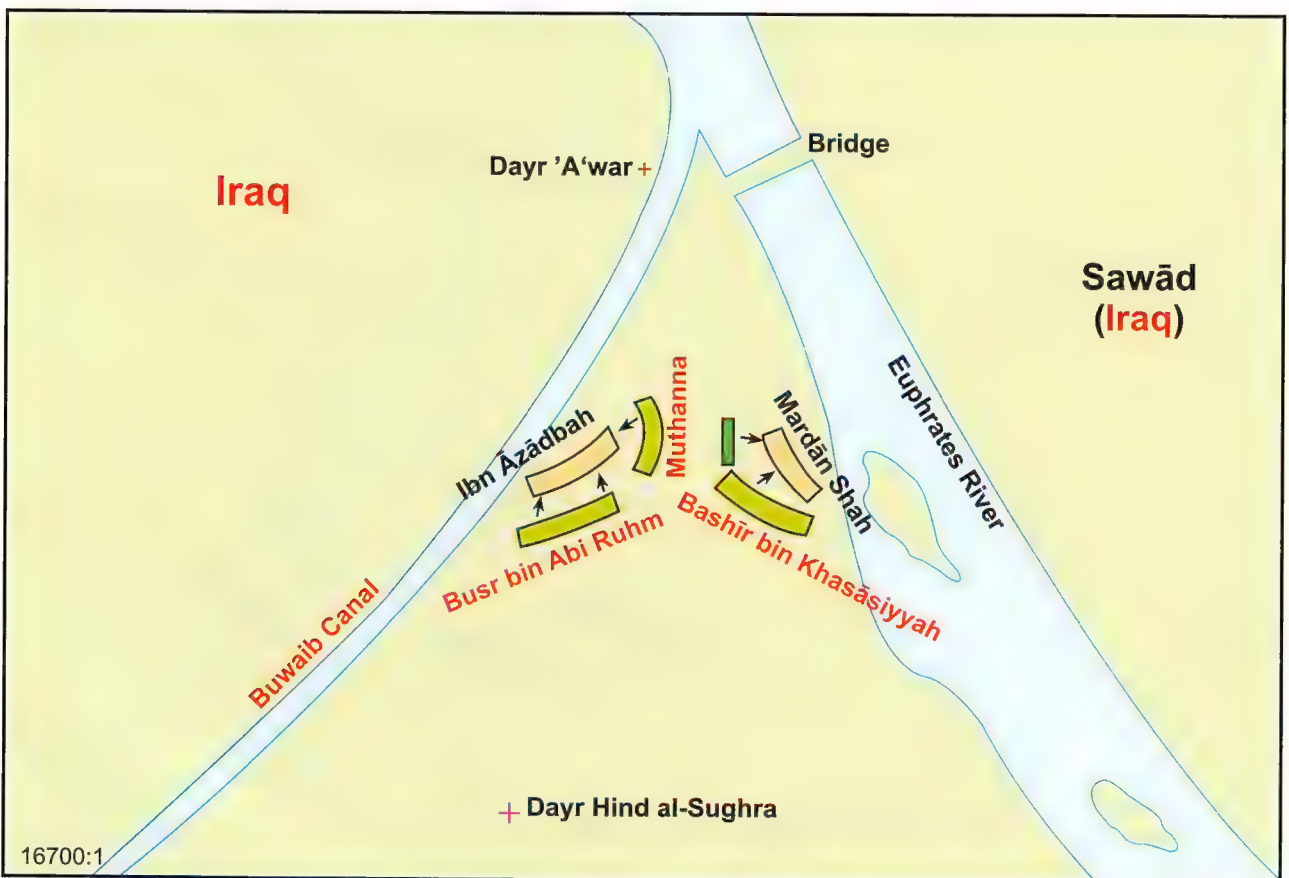 Bridge
Dayr ’A‘war
Iraq
Sawād
(Iraq)
Muthanna
Euphrates River
Mardān Shah
Ibn Āzādbah
Busr bin Abi Ruhm
Bashīr bin Khasāsiyyah
Buwaib Canal
Dayr Hind al-Sughra
16700:1